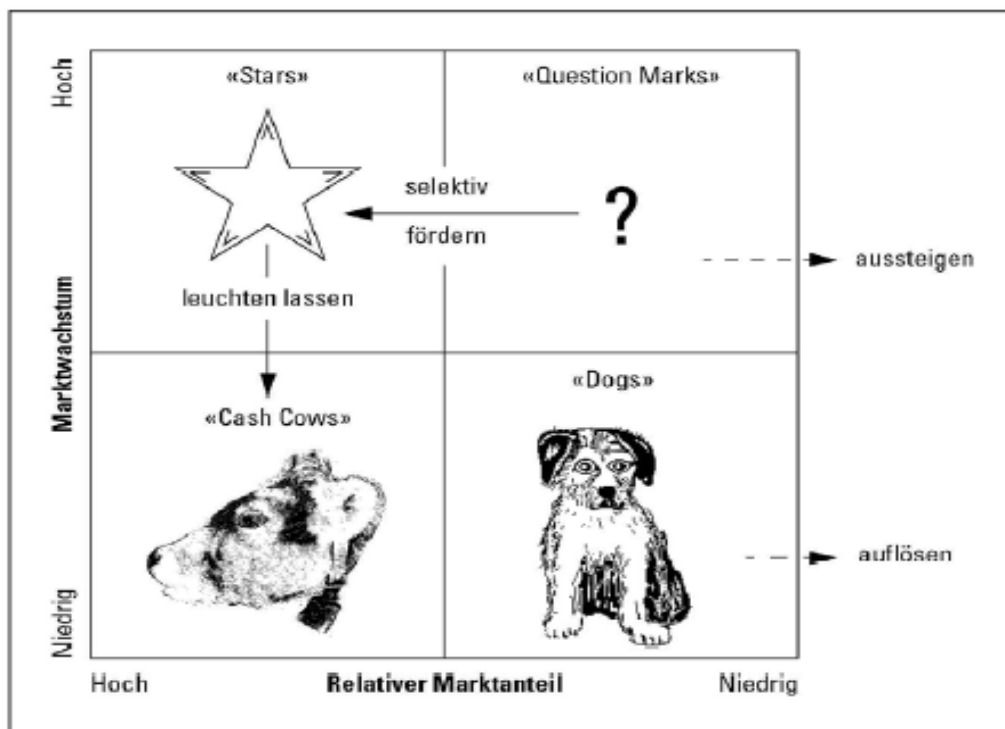 Hoch
«Stars»
«Question Marks»
selektiv
?
fördern
aussteigen
leuchten lassen
Marktwachstum
«Dogs»
«Cash Cows»
auflösen
Niedrig
Hoch
Relativer Marktanteil
Niedrig